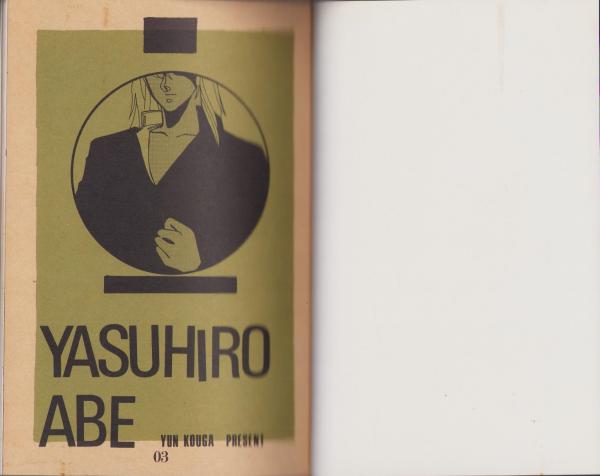 YASUHIRO
ABE
YUN KOUGA PRESENT
03